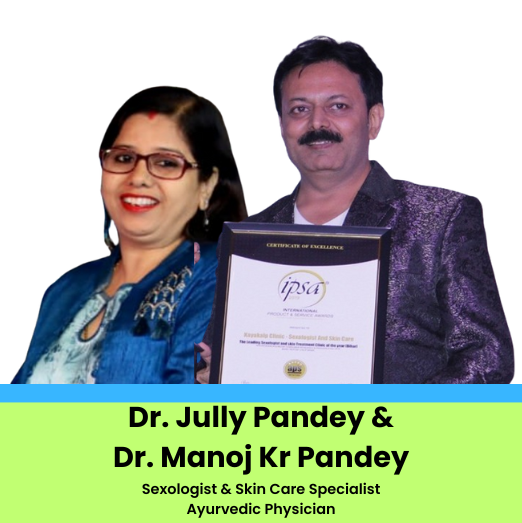 CERTIFICATE OF EXCELLENCE
ipsa
INTERNATIONAL
PRODUCT & SERVICE AWARDS
Dr. Jully Pandey &
Dr. Manoj Kr Pandey
Sexologist & Skin Care Specialist
Ayurvedic Physician